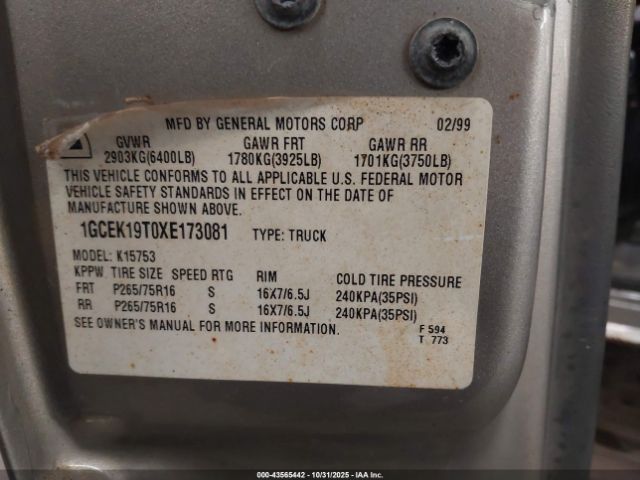 MFD BY GENERAL MOTORS CORP 02/99
GVWR GAWR FRT GAWR RR
2903KG(6400LB) 1780KG(3925LB) 1701KG(3750LB)
THIS VEHICLE CONFORMS TO ALL APPLICABLE U.S. FEDERAL MOTOR
VEHICLE SAFETY STANDARDS IN EFFECT ON THE DATE OF
MANUFACTURE SHOWN ABOVE.
1GCEK19T0XE173081 TYPE: TRUCK
MODEL: K15753
KPPW TIRE SIZE SPEED RTG RIM COLD TIRE PRESSURE
FRT P265/75R16 S 16X7/6.5J 240KPA(35PSI)
RR P265/75R16 S 16X7/6.5J 240KPA(35PSI)
SEE OWNER'S MANUAL FOR MORE INFORMATION.
F 594
T 773
000-43565442 - 10/31/2025 - IAAI.com